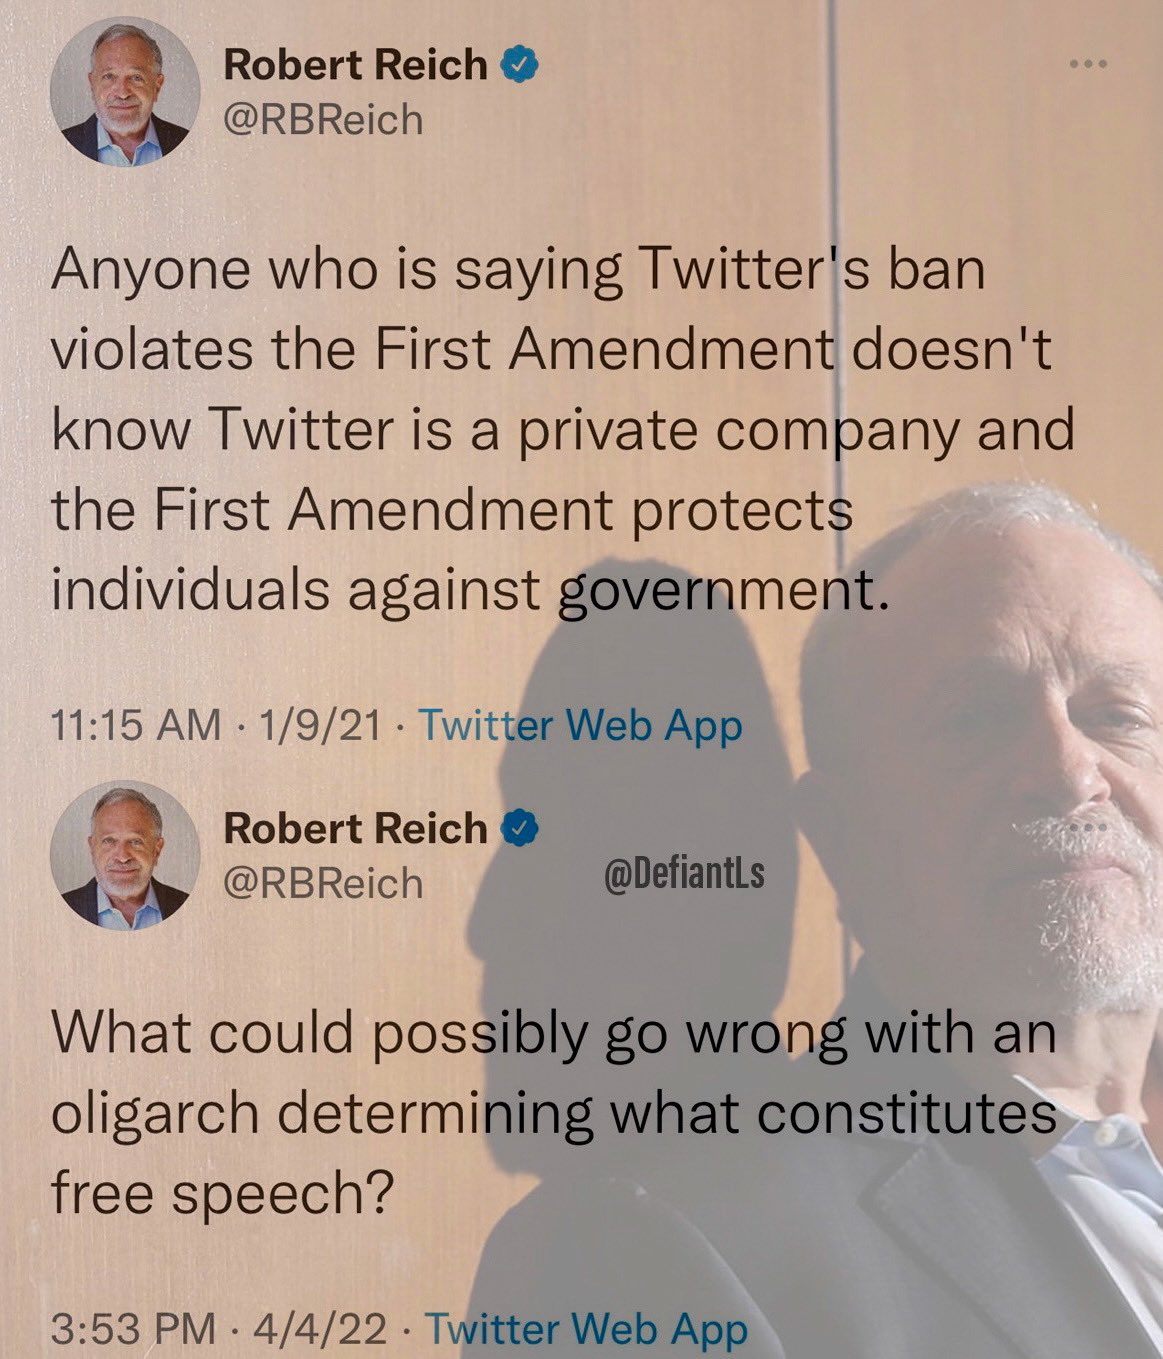 Robert Reich
@RBReich
Anyone who is saying Twitter's ban
violates the First Amendment doesn't
know Twitter is a private company and
the First Amendment protects
individuals against government.
11:15 AM · 1/9/21 · Twitter Web App
Robert Reich
@RBReich
@DefiantLs
What could possibly go wrong with an
oligarch determining what constitutes
free speech?
3:53 PM · 4/4/22 · Twitter Web App